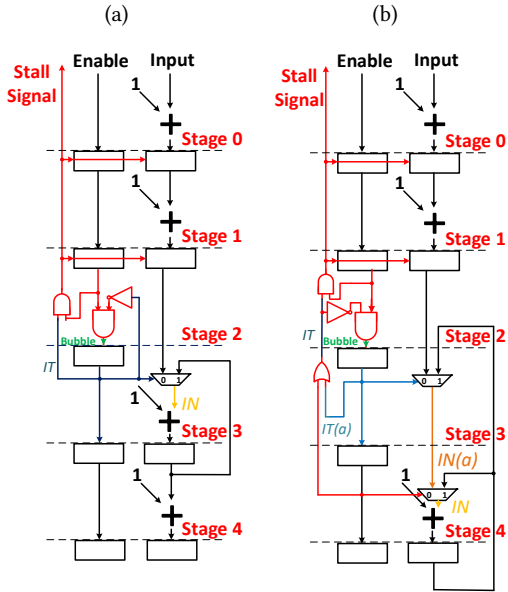 (a)
Enable Input
Stall
Signal
1
Stage 0
1
Stage 1
Stage 2
Bubble
IT
0 1
IN
1
Stage 3
1
Stage 4
(b)
Enable Input
Stall
Signal
1
Stage 0
1
Stage 1
Stage 2
Bubble
IT
0 1
IT(a)
Stage 3
IN(a)
1
0 1
IN
Stage 4